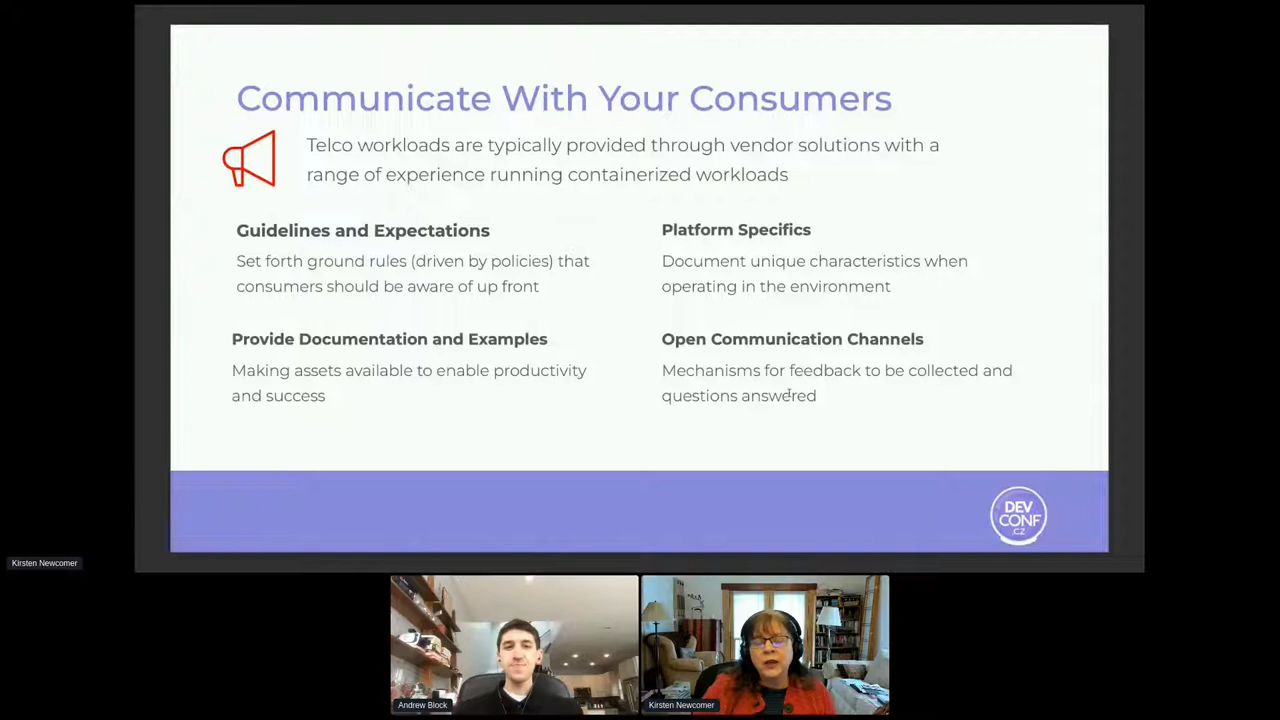 Communicate With Your Consumers
Telco workloads are typically provided through vendor solutions with a
range of experience running containerized workloads
Guidelines and Expectations
Set forth ground rules (driven by policies) that
consumers should be aware of up front
Platform Specifics
Document unique characteristics when
operating in the environment
Provide Documentation and Examples
Making assets available to enable productivity
and success
Open Communication Channels
Mechanisms for feedback to be collected and
questions answered
DEV
CONF
.CZ
Kirsten Newcomer
Andrew Block
Kirsten Newcomer